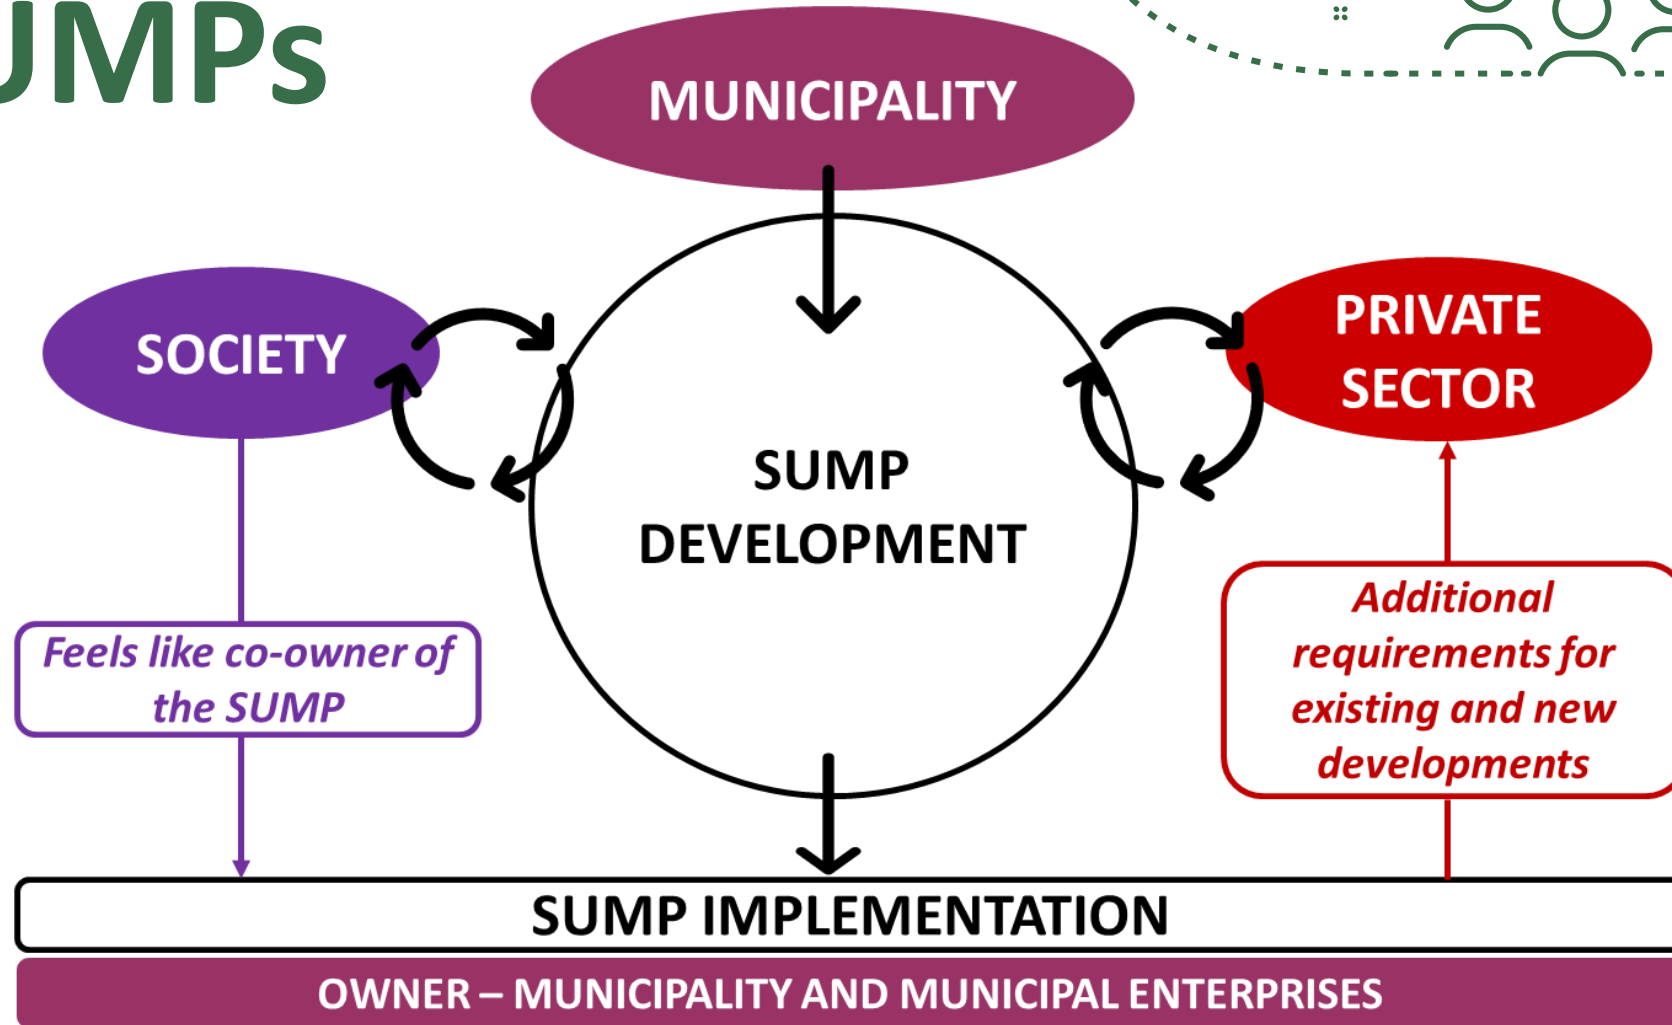 UMPs
MUNICIPALITY
SOCIETY
PRIVATE
SECTOR
SUMP
DEVELOPMENT
Feels like co-owner of
the SUMP
Additional
requirements for
existing and new
developments
SUMP IMPLEMENTATION
OWNER – MUNICIPALITY AND MUNICIPAL ENTERPRISES